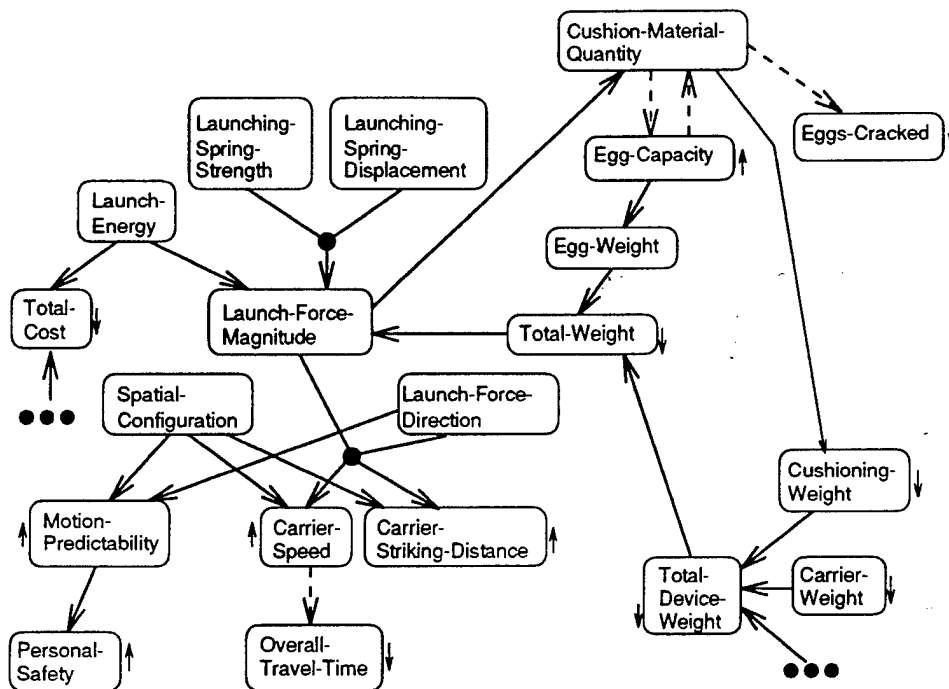 Cushion-Material-
Quantity
Launching-
Spring-
Strength
Launching-
Spring-
Displacement
Eggs-Cracked
Egg-Capacity
Launch-
Energy
Egg-Weight
Total-
Cost
Launch-Force-
Magnitude
Total-Weight
Spatial-
Configuration
Launch-Force-
Direction
Cushioning-
Weight
Motion-
Predictability
Carrier-
Speed
Carrier-
Striking-Distance
Total-
Device-
Weight
Carrier-
Weight
Personal-
Safety
Overall-
Travel-Time